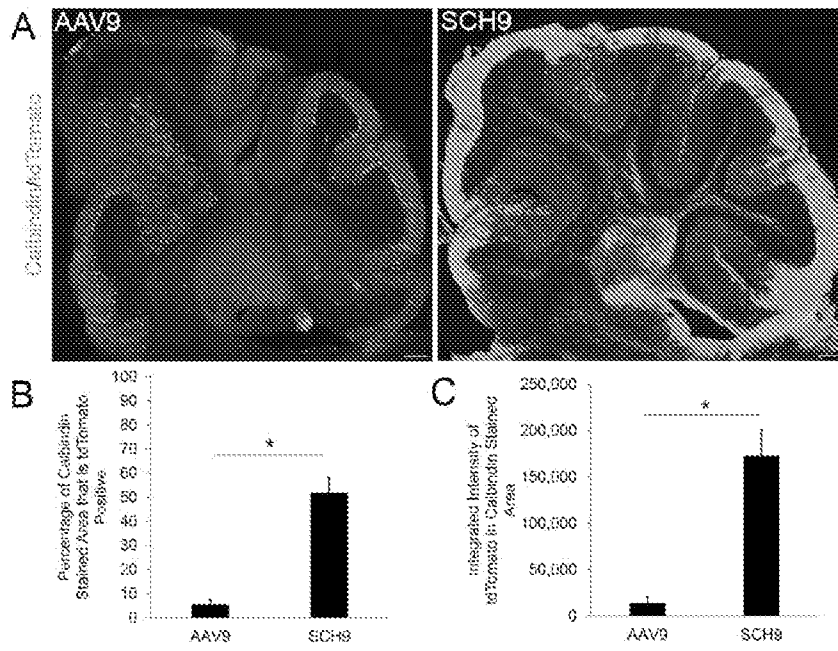 A
AAV9
SCH9
Calbindin/tdTomato
B
Percentage of Calbindin
Stained Area that is tdTomato
Positive
100
90
80
70
60
50
40
30
20
10
0
*
AAV9
SCH9
C
Integrated Intensity of
tdTomato in Calbindin Stained
Area
250,000
200,000
150,000
100,000
50,000
0
*
AAV9
SCH9